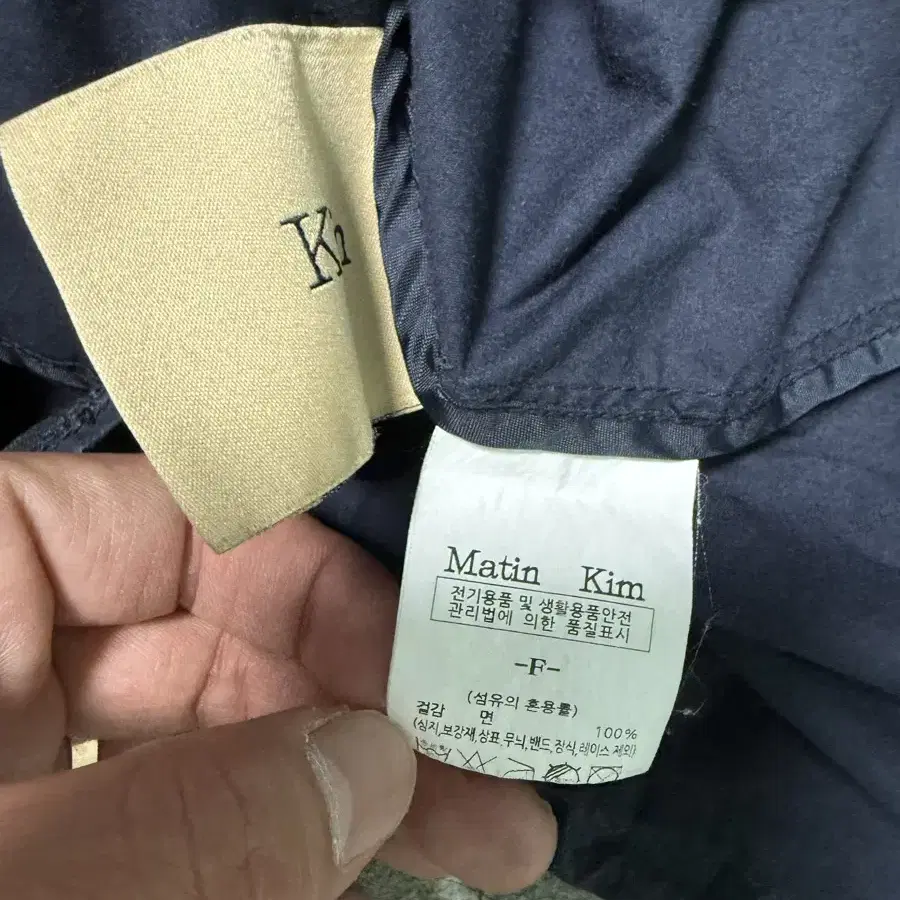 Ki
Matin Kim
전기용품 및 생활용품안전
관리법에 의한 품질표시
-F-
(섬유의 혼용률)
겉감 면 100%
(심지,보강재,상표,무늬,밴드,장식,레이스 제외)